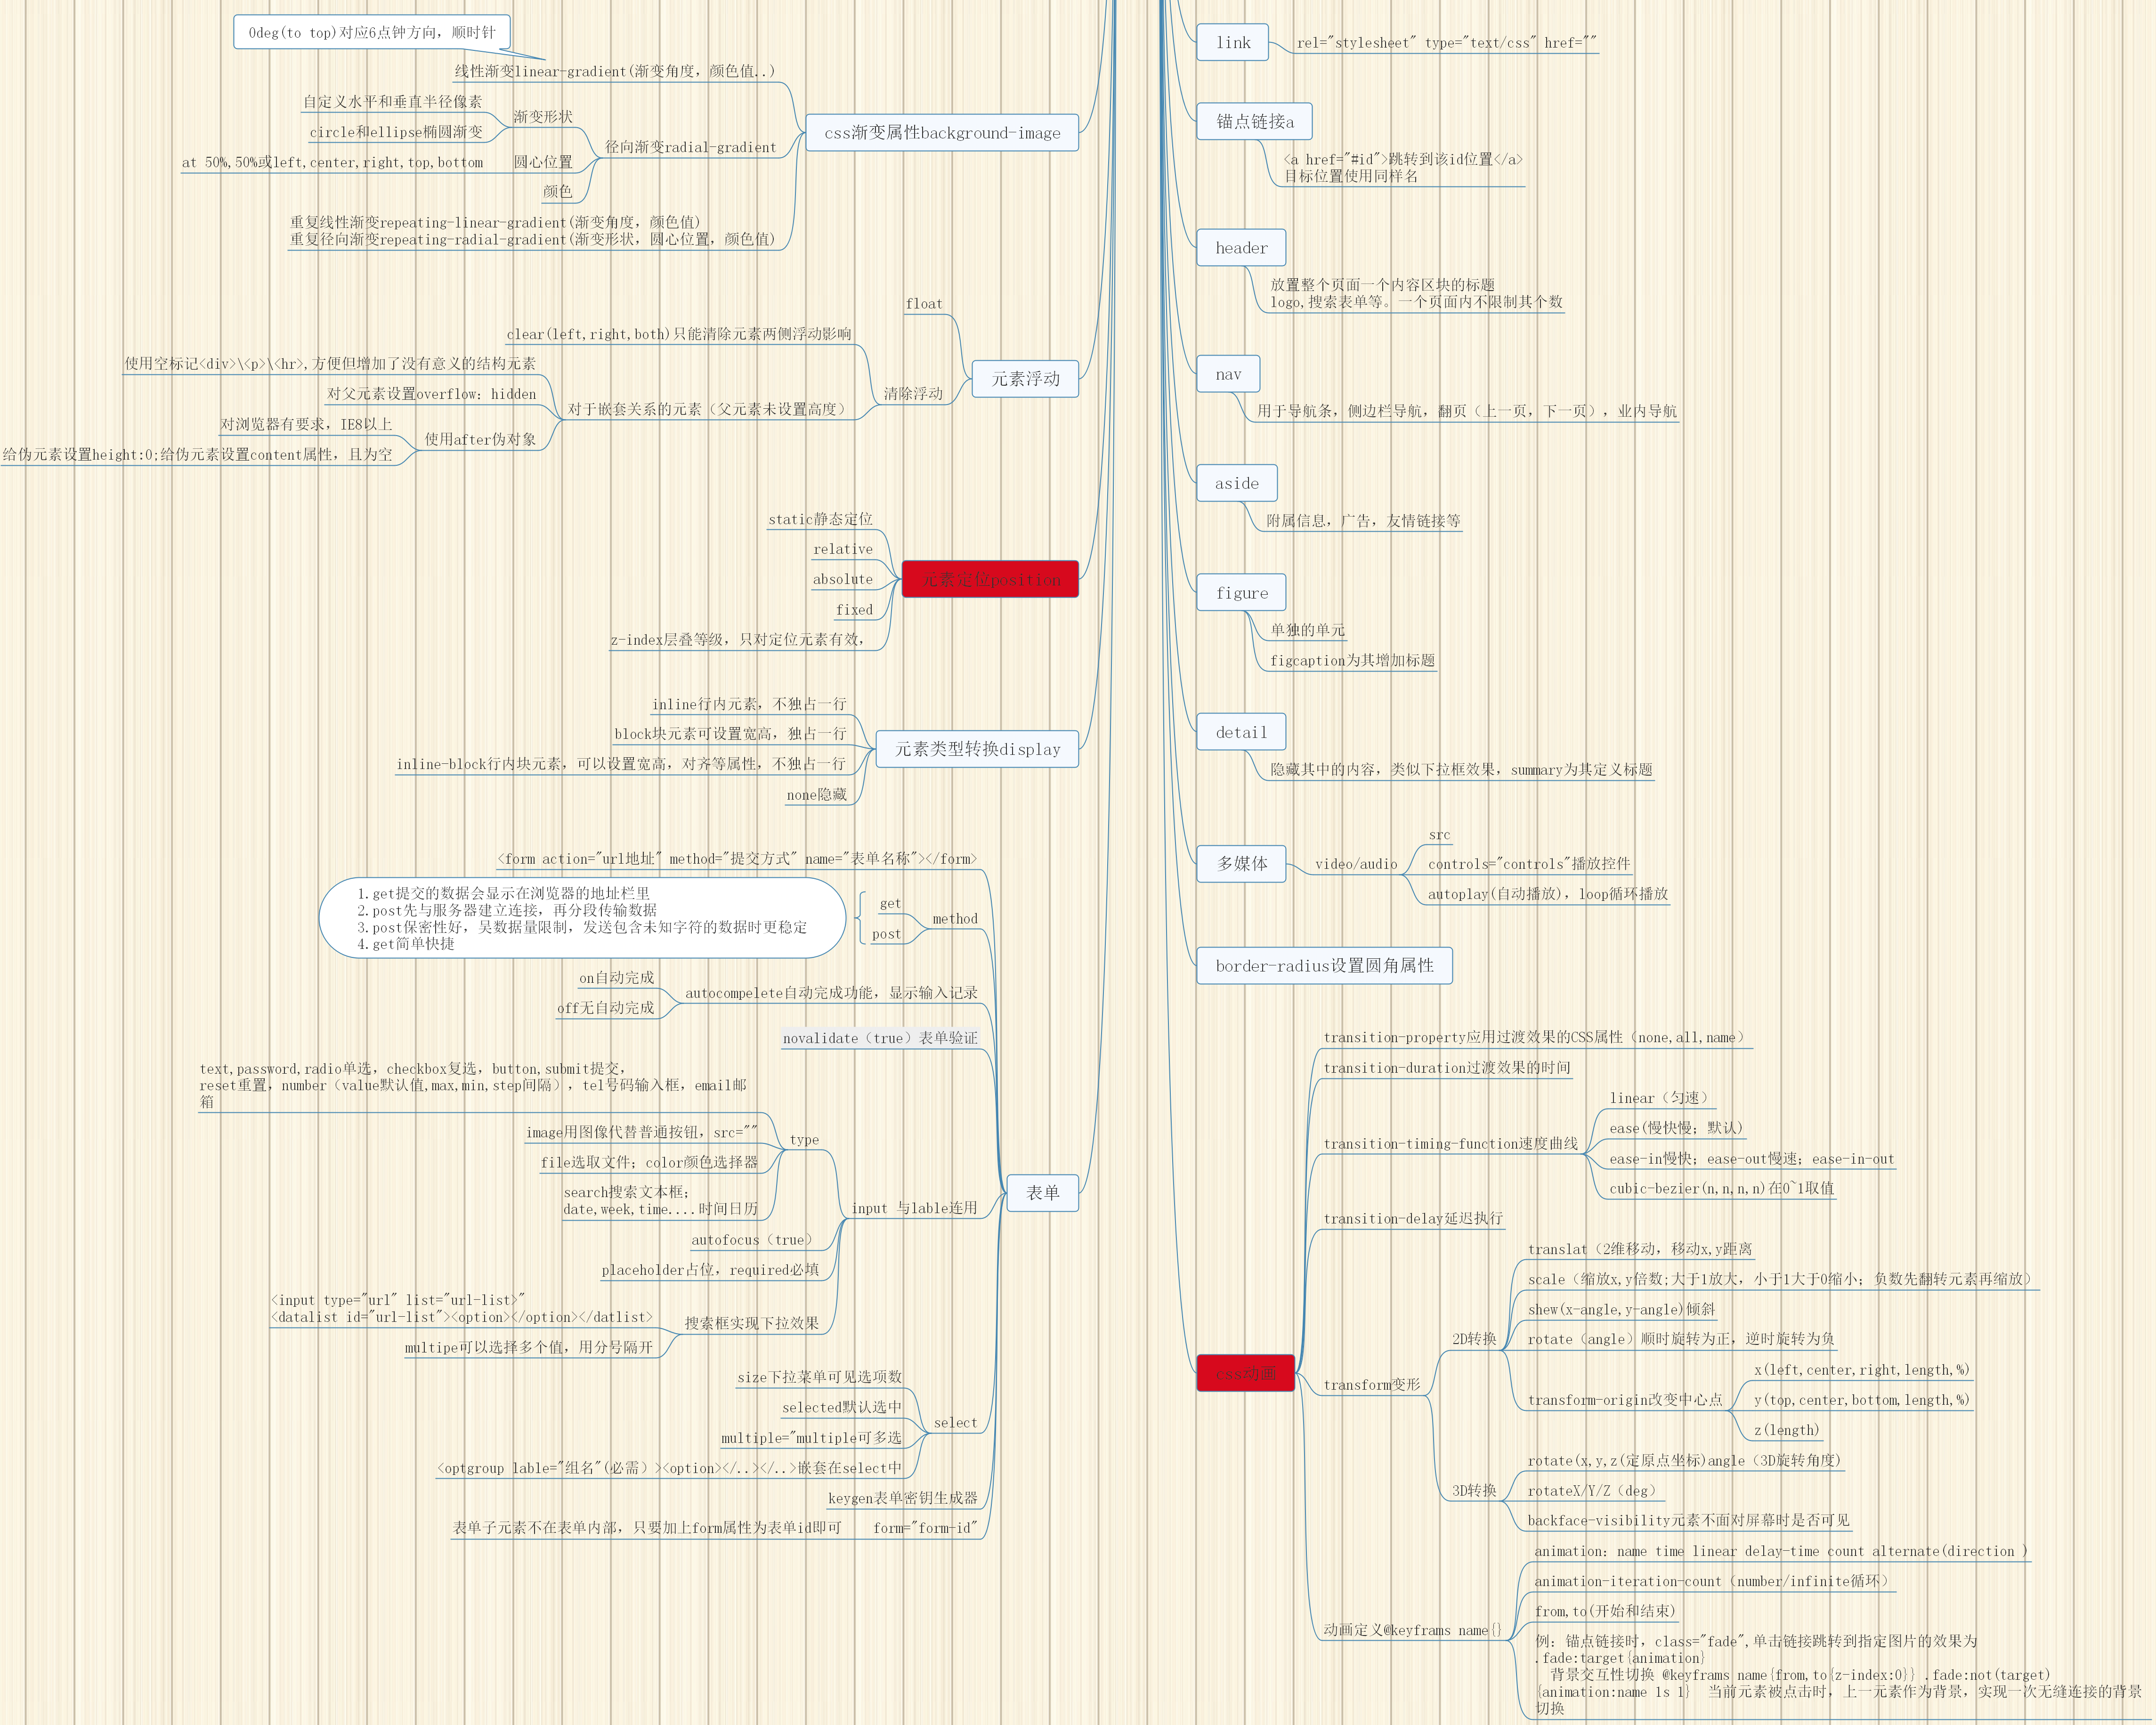 0deg(to top)对应6点钟方向，顺时针
线性渐变linear-gradient(渐变角度，颜色值..)
自定义水平和垂直半径像素
渐变形状
circle和ellipse椭圆渐变
径向渐变radial-gradient
at 50%,50%或left,center,right,top,bottom
圆心位置
颜色
css渐变属性background-image
重复线性渐变repeating-linear-gradient(渐变角度，颜色值)
重复径向渐变repeating-radial-gradient(渐变形状，圆心位置，颜色值)
float
clear(left,right,both)只能清除元素两侧浮动影响
使用空标记<div>\<p>\<hr>,方便但增加了没有意义的结构元素
元素浮动
清除浮动
对父元素设置overflow：hidden
对于嵌套关系的元素（父元素未设置高度）
对浏览器有要求，IE8以上
使用after伪对象
给伪元素设置height:0;给伪元素设置content属性，且为空
static静态定位
relative
absolute
元素定位position
fixed
z-index层叠等级，只对定位元素有效，
inline行内元素，不独占一行
block块元素可设置宽高，独占一行
元素类型转换display
inline-block行内块元素，可以设置宽高，对齐等属性，不独占一行
none隐藏
<form action="url地址" method="提交方式" name="表单名称"></form>
1.get提交的数据会显示在浏览器的地址栏里
2.post先与服务器建立连接，再分段传输数据
3.post保密性好，吴数据量限制，发送包含未知字符的数据时更稳定
4.get简单快捷
get
method
post
on自动完成
autocompelete自动完成功能，显示输入记录
off无自动完成
novalidate（true）表单验证
text,password,radio单选，checkbox复选，button,submit提交，
reset重置，number（value默认值,max,min,step间隔），tel号码输入框，email邮
箱
image用图像代替普通按钮，src=""
type
file选取文件；color颜色选择器
search搜索文本框；
date,week,time....时间日历
表单
input 与lable连用
autofocus（true）
placeholder占位，required必填
<input type="url" list="url-list>"
<datalist id="url-list"><option></option></datlist>
搜索框实现下拉效果
multipe可以选择多个值，用分号隔开
size下拉菜单可见选项数
selected默认选中
select
multiple="multiple可多选
<optgroup lable="组名"(必需）><option></..></..>嵌套在select中
keygen表单密钥生成器
表单子元素不在表单内部，只要加上form属性为表单id即可
form="form-id"
link
rel="stylesheet" type="text/css" href=""
锚点链接a
<a href="#id">跳转到该id位置</a>
目标位置使用同样名
header
放置整个页面一个内容区块的标题
logo,搜索表单等。一个页面内不限制其个数
nav
用于导航条，侧边栏导航，翻页（上一页，下一页），业内导航
aside
附属信息，广告，友情链接等
figure
单独的单元
figcaption为其增加标题
detail
隐藏其中的内容，类似下拉框效果，summary为其定义标题
多媒体
video/audio
src
controls="controls"播放控件
autoplay(自动播放)，loop循环播放
border-radius设置圆角属性
transition-property应用过渡效果的CSS属性（none,all,name）
transition-duration过渡效果的时间
linear（匀速）
ease(慢快慢；默认)
transition-timing-function速度曲线
ease-in慢快；ease-out慢速；ease-in-out
cubic-bezier(n,n,n,n)在0~1取值
transition-delay延迟执行
translat（2维移动，移动x,y距离
scale（缩放x,y倍数;大于1放大，小于1大于0缩小；负数先翻转元素再缩放）
shew(x-angle,y-angle)倾斜
2D转换
rotate（angle）顺时旋转为正，逆时旋转为负
css动画
transform变形
x(left,center,right,length,%)
transform-origin改变中心点
y(top,center,bottom,length,%)
z(length)
rotate(x,y,z(定原点坐标)angle（3D旋转角度)
3D转换
rotateX/Y/Z（deg）
backface-visibility元素不面对屏幕时是否可见
animation：name time linear delay-time count alternate(direction )
animation-iteration-count（number/infinite循环）
from,to(开始和结束)
动画定义@keyframs name{}
例：锚点链接时，class="fade",单击链接跳转到指定图片的效果为
.fade:target{animation}
背景交互性切换 @keyframs name{from,to{z-index:0}} .fade:not(target)
{animation:name 1s 1}  当前元素被点击时，上一元素作为背景，实现一次无缝连接的背景
切换